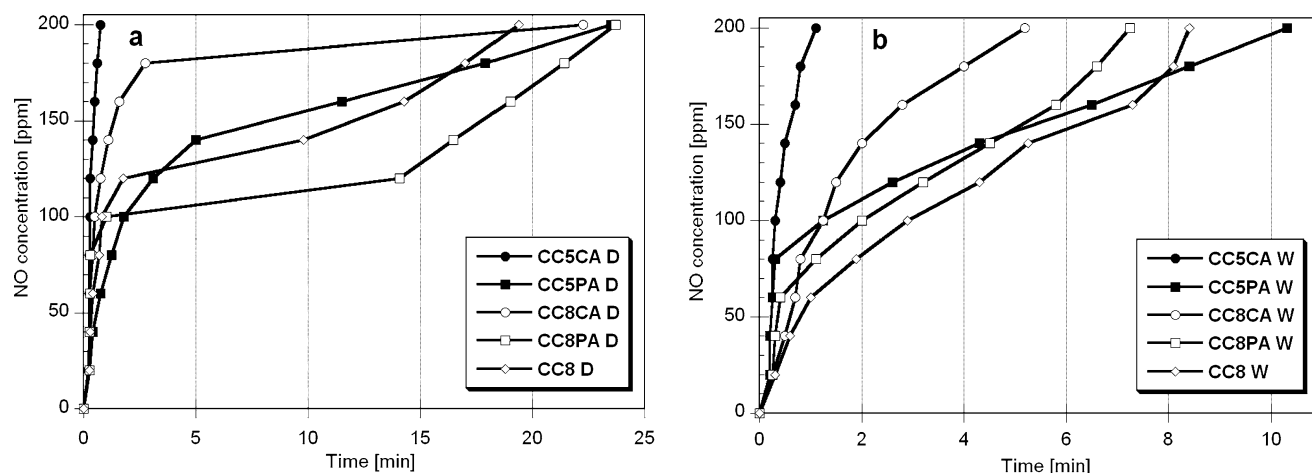 a
NO concentration [ppm]
200
150
100
50
0
0 5 10 15 20 25
Time [min]
CC5CA D
CC5PA D
CC8CA D
CC8PA D
CC8 D
b
NO concentration [ppm]
200
150
100
50
0
0 2 4 6 8 10
Time [min]
CC5CA W
CC5PA W
CC8CA W
CC8PA W
CC8 W